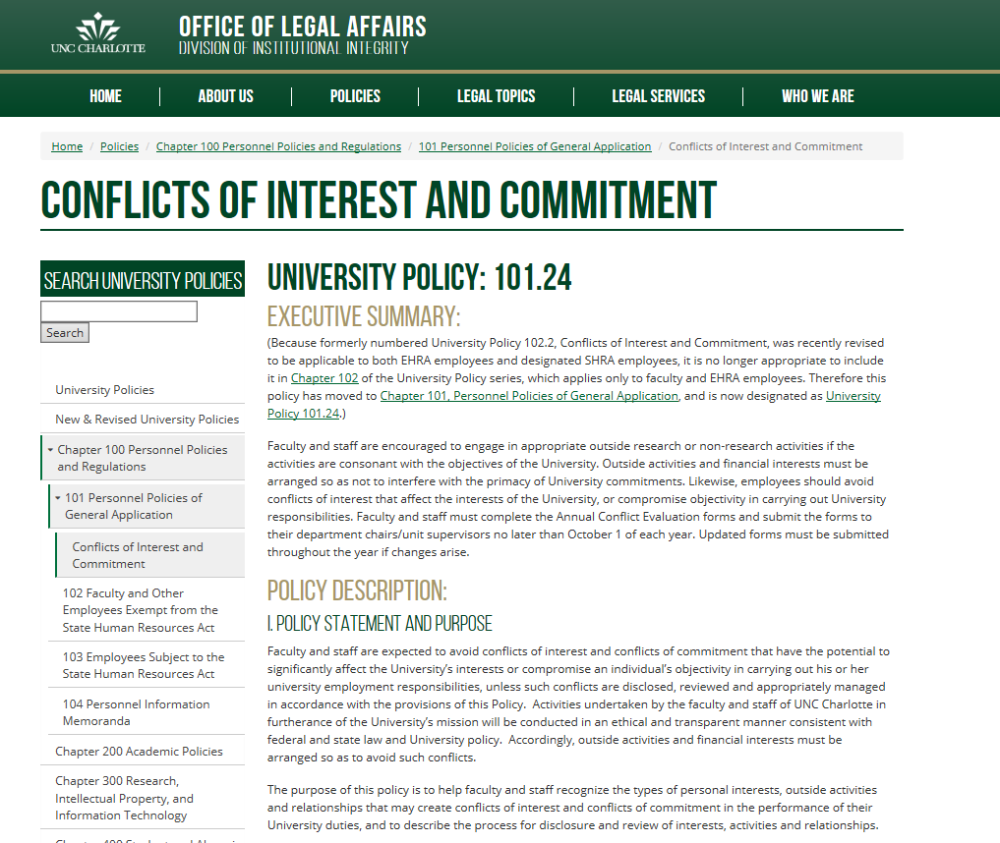 UNC CHARLOTTE
OFFICE OF LEGAL AFFAIRS
DIVISION OF INSTITUTIONAL INTEGRITY
HOME
ABOUT US
POLICIES
LEGAL TOPICS
LEGAL SERVICES
WHO WE ARE
Home / Policies / Chapter 100 Personnel Policies and Regulations / 101 Personnel Policies of General Application / Conflicts of Interest and Commitment
CONFLICTS OF INTEREST AND COMMITMENT
SEARCH UNIVERSITY POLICIES
Search
University Policies
New & Revised University Policies
Chapter 100 Personnel Policies
and Regulations
101 Personnel Policies of
General Application
Conflicts of Interest and
Commitment
102 Faculty and Other
Employees Exempt from the
State Human Resources Act
103 Employees Subject to the
State Human Resources Act
104 Personnel Information
Memoranda
Chapter 200 Academic Policies
Chapter 300 Research,
Intellectual Property, and
Information Technology
UNIVERSITY POLICY: 101.24
EXECUTIVE SUMMARY:
(Because formerly numbered University Policy 102.2, Conflicts of Interest and Commitment, was recently revised
to be applicable to both EHRA employees and designated SHRA employees, it is no longer appropriate to include
it in Chapter 102 of the University Policy series, which applies only to faculty and EHRA employees. Therefore this
policy has moved to Chapter 101, Personnel Policies of General Application, and is now designated as University
Policy 101.24.)
Faculty and staff are encouraged to engage in appropriate outside research or non-research activities if the
activities are consonant with the objectives of the University. Outside activities and financial interests must be
arranged so as not to interfere with the primacy of University commitments. Likewise, employees should avoid
conflicts of interest that affect the interests of the University, or compromise objectivity in carrying out University
responsibilities. Faculty and staff must complete the Annual Conflict Evaluation forms and submit the forms to
their department chairs/unit supervisors no later than October 1 of each year. Updated forms must be submitted
throughout the year if changes arise.
POLICY DESCRIPTION:
I. POLICY STATEMENT AND PURPOSE
Faculty and staff are expected to avoid conflicts of interest and conflicts of commitment that have the potential to
significantly affect the University's interests or compromise an individual's objectivity in carrying out his or her
university employment responsibilities, unless such conflicts are disclosed, reviewed and appropriately managed
in accordance with the provisions of this Policy. Activities undertaken by the faculty and staff of UNC Charlotte in
furtherance of the University's mission will be conducted in an ethical and transparent manner consistent with
federal and state law and University policy. Accordingly, outside activities and financial interests must be
arranged so as to avoid such conflicts.
The purpose of this policy is to help faculty and staff recognize the types of personal interests, outside activities
and relationships that may create conflicts of interest and conflicts of commitment in the performance of their
University duties, and to describe the process for disclosure and review of interests, activities and relationships.